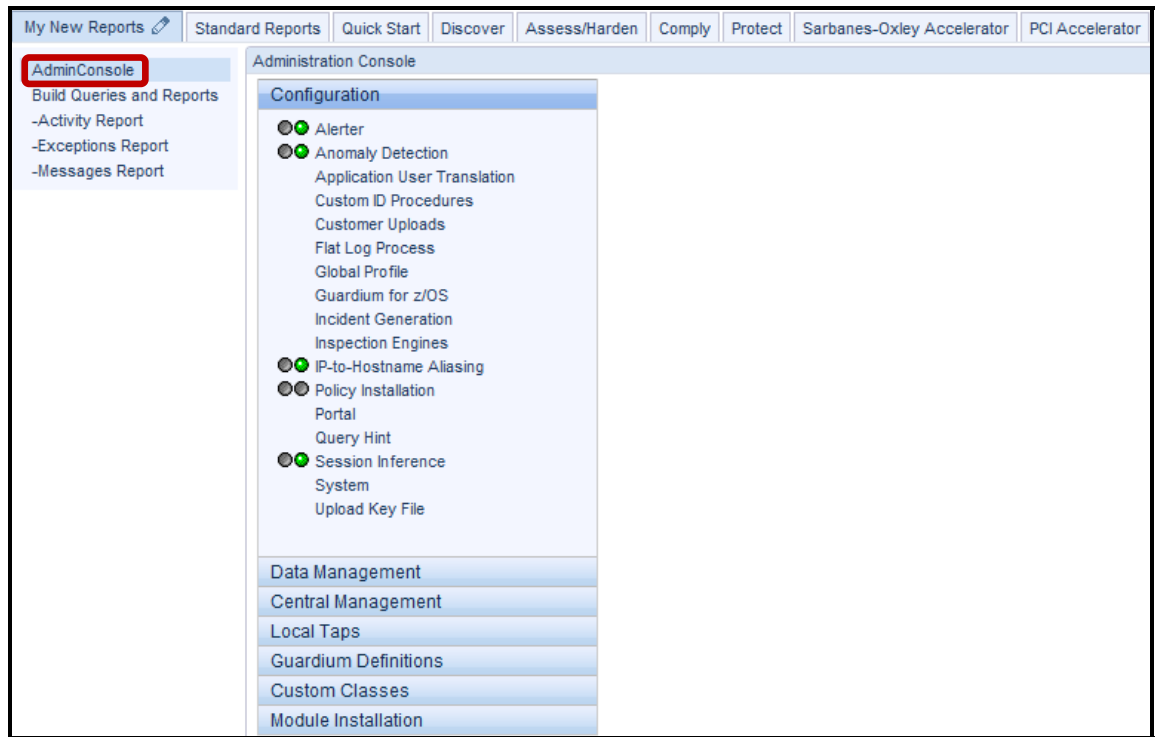 My New Reports Standard Reports Quick Start Discover Assess/Harden Comply Protect Sarbanes-Oxley Accelerator PCI Accelerator
AdminConsole
Build Queries and Reports
-Activity Report
-Exceptions Report
-Messages Report
Administration Console
Configuration
Alerter
Anomaly Detection
Application User Translation
Custom ID Procedures
Customer Uploads
Flat Log Process
Global Profile
Guardium for z/OS
Incident Generation
Inspection Engines
IP-to-Hostname Aliasing
Policy Installation
Portal
Query Hint
Session Inference
System
Upload Key File
Data Management
Central Management
Local Taps
Guardium Definitions
Custom Classes
Module Installation